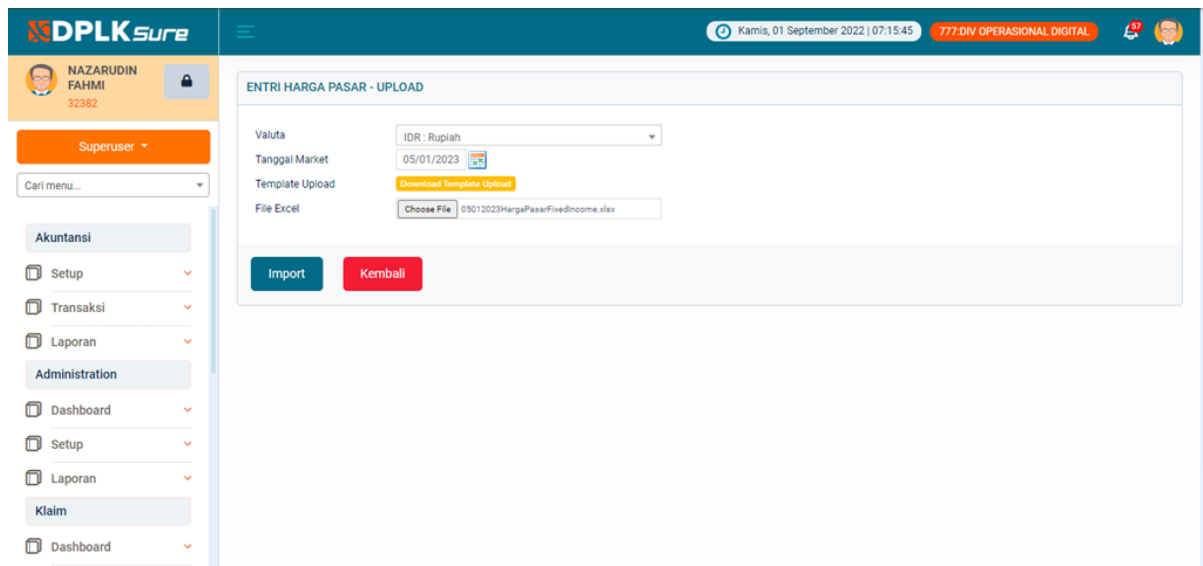 DPLKSure
Kamis, 01 September 2022 | 07:15:45
777:DIV OPERASIONAL DIGITAL
57
NAZARUDIN
FAHMI
32382
Superuser
Cari menu...
Akuntansi
Setup
Transaksi
Laporan
Administration
Dashboard
Setup
Laporan
Klaim
Dashboard
ENTRI HARGA PASAR - UPLOAD
Valuta
IDR : Rupiah
Tanggal Market
05/01/2023
Template Upload
Download Template Upload
File Excel
Choose File 05012023HargaPasarFixedIncome.xlsx
Import
Kembali